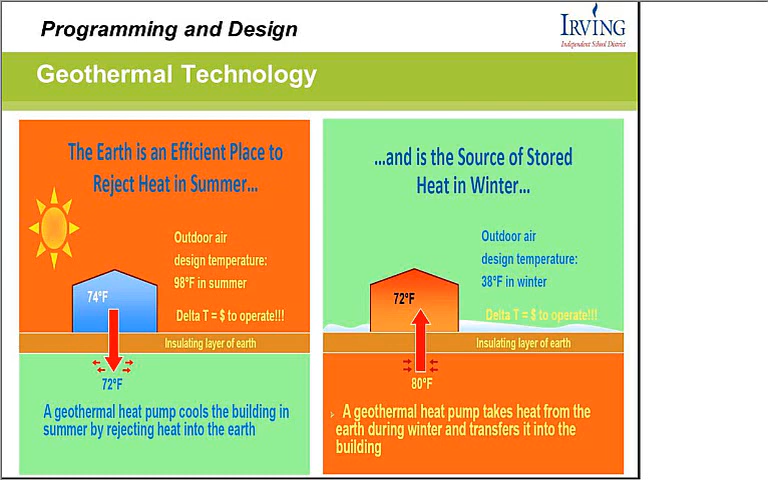 Programming and Design
IRVING
Independent School District
Geothermal Technology
The Earth is an Efficient Place to
Reject Heat in Summer...
Outdoor air
design temperature:
98°F in summer
74°F
Delta T = $ to operate!!!
Insulating layer of earth
72°F
A geothermal heat pump cools the building in
summer by rejecting heat into the earth
...and is the Source of Stored
Heat in Winter...
Outdoor air
design temperature:
38°F in winter
72°F
Delta T = $ to operate!!!
Insulating layer of earth
80°F
› A geothermal heat pump takes heat from the
earth during winter and transfers it into the
building